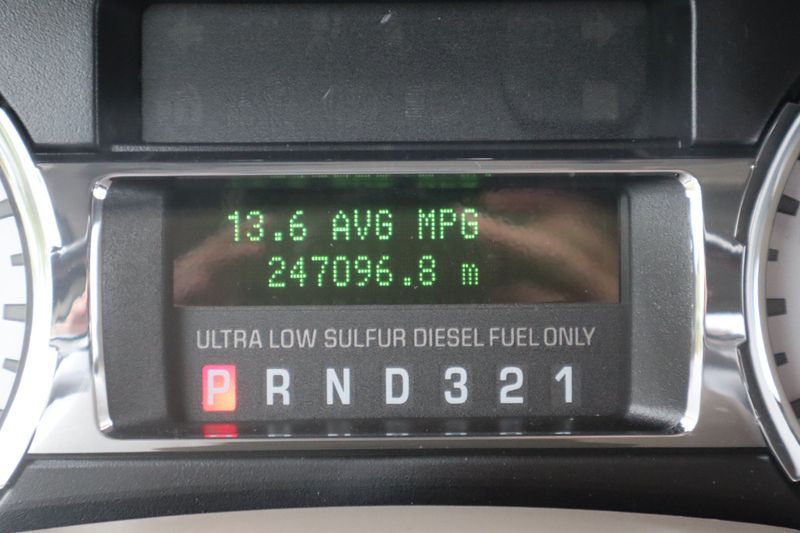 13.6 AVG MPG
247096.8 m
ULTRA LOW SULFUR DIESEL FUEL ONLY
P R N D 3 2 1